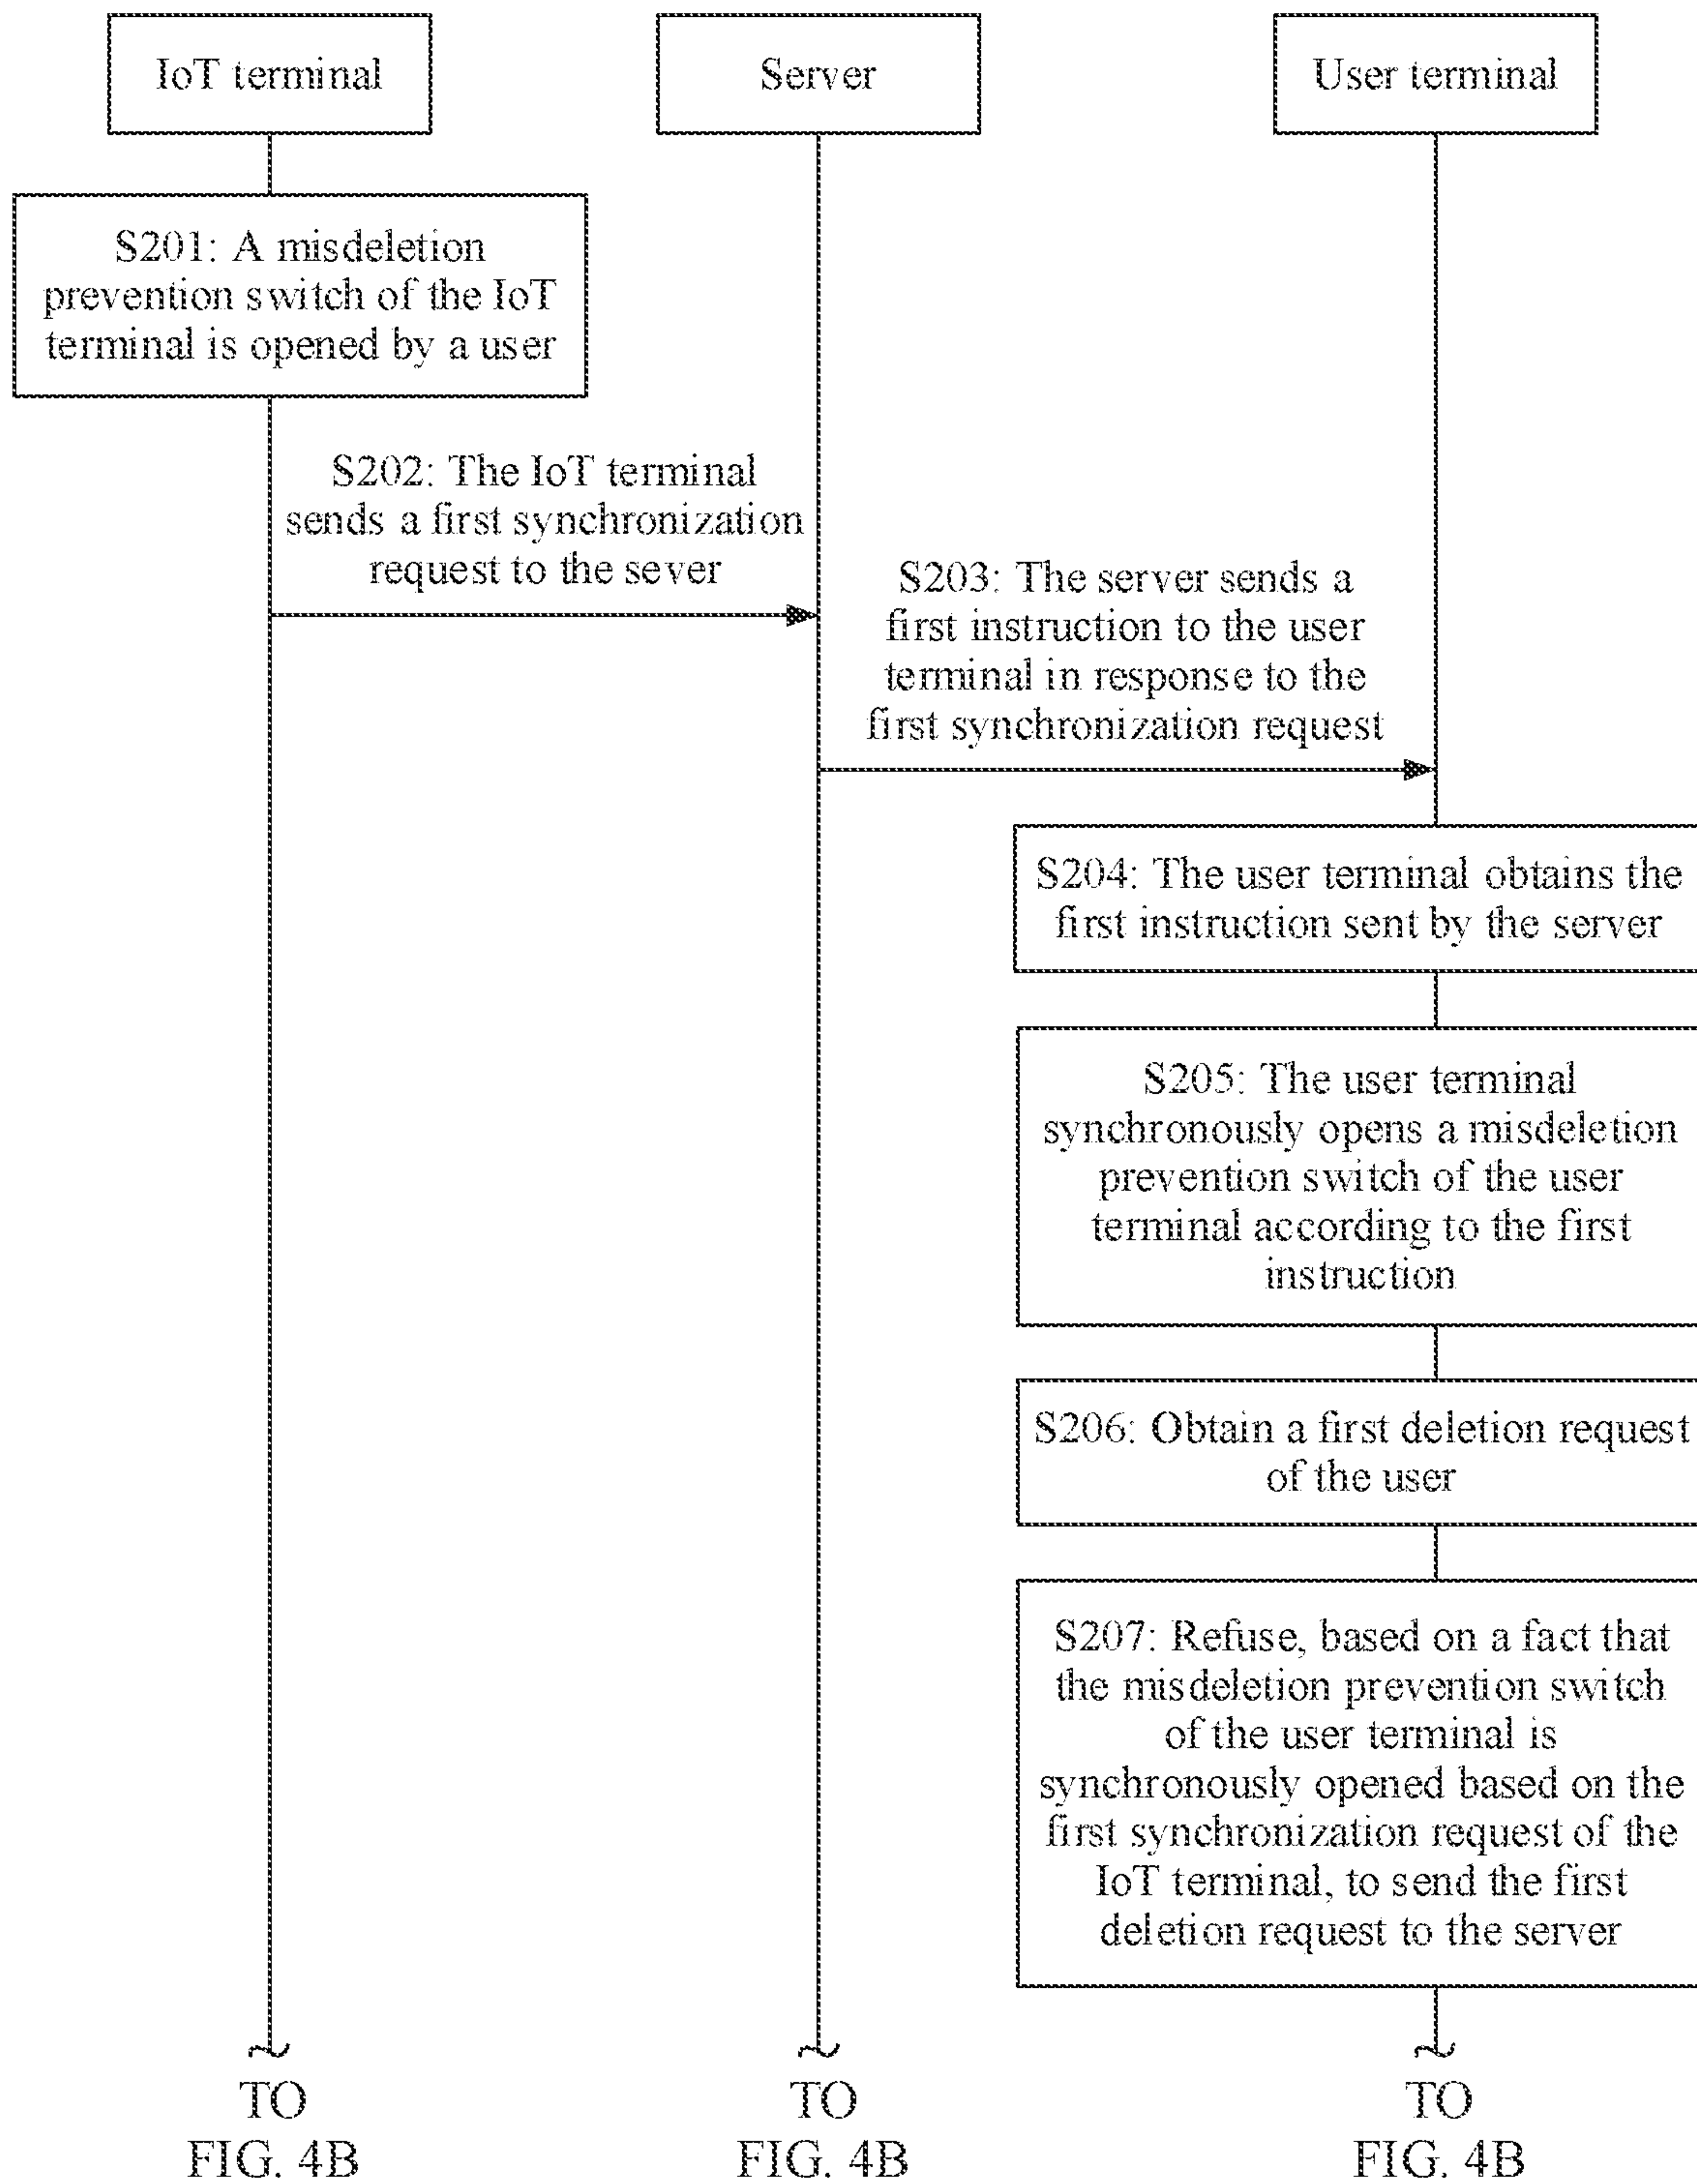 IoT terminal
Server
User terminal
S201: A misdeletion
prevention switch of the IoT
terminal is opened by a user
S202: The IoT terminal
sends a first synchronization
request to the sever
S203: The server sends a
first instruction to the user
terminal in response to the
first synchronization request
S204: The user terminal obtains the
first instruction sent by the server
S205: The user terminal
synchronously opens a misdeletion
prevention switch of the user
terminal according to the first
instruction
S206: Obtain a first deletion request
of the user
S207: Refuse, based on a fact that
the misdeletion prevention switch
of the user terminal is
synchronously opened based on the
first synchronization request of the
IoT terminal, to send the first
deletion request to the server
TO
FIG. 4B
TO
FIG. 4B
TO
FIG. 4B